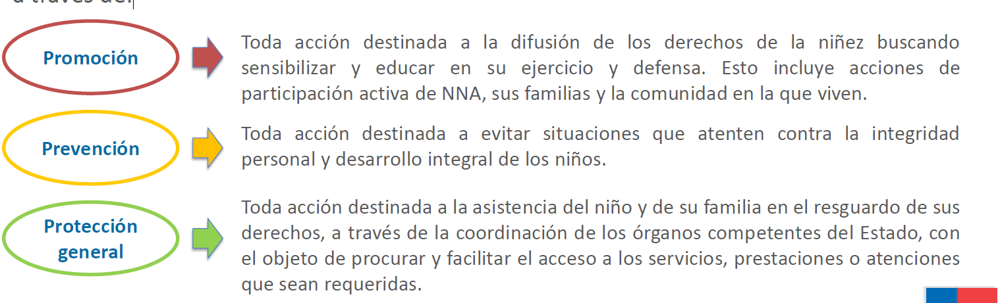 a través de:
Promoción
Toda acción destinada a la difusión de los derechos de la niñez buscando
sensibilizar y educar en su ejercicio y defensa. Esto incluye acciones de
participación activa de NNA, sus familias y la comunidad en la que viven.
Prevención
Toda acción destinada a evitar situaciones que atenten contra la integridad
personal y desarrollo integral de los niños.
Protección
general
Toda acción destinada a la asistencia del niño y de su familia en el resguardo de sus
derechos, a través de la coordinación de los órganos competentes del Estado, con
el objeto de procurar y facilitar el acceso a los servicios, prestaciones o atenciones
que sean requeridas.